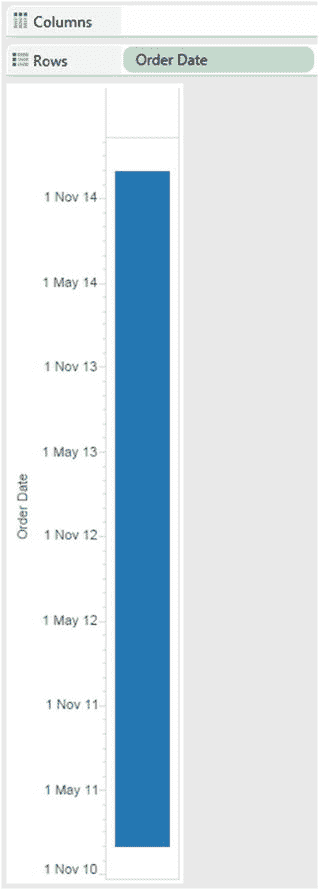 Columns
Rows Order Date
1 Nov 14
1 May 14
1 Nov 13
1 May 13
Order Date
1 Nov 12
1 May 12
1 Nov 11
1 May 11
1 Nov 10